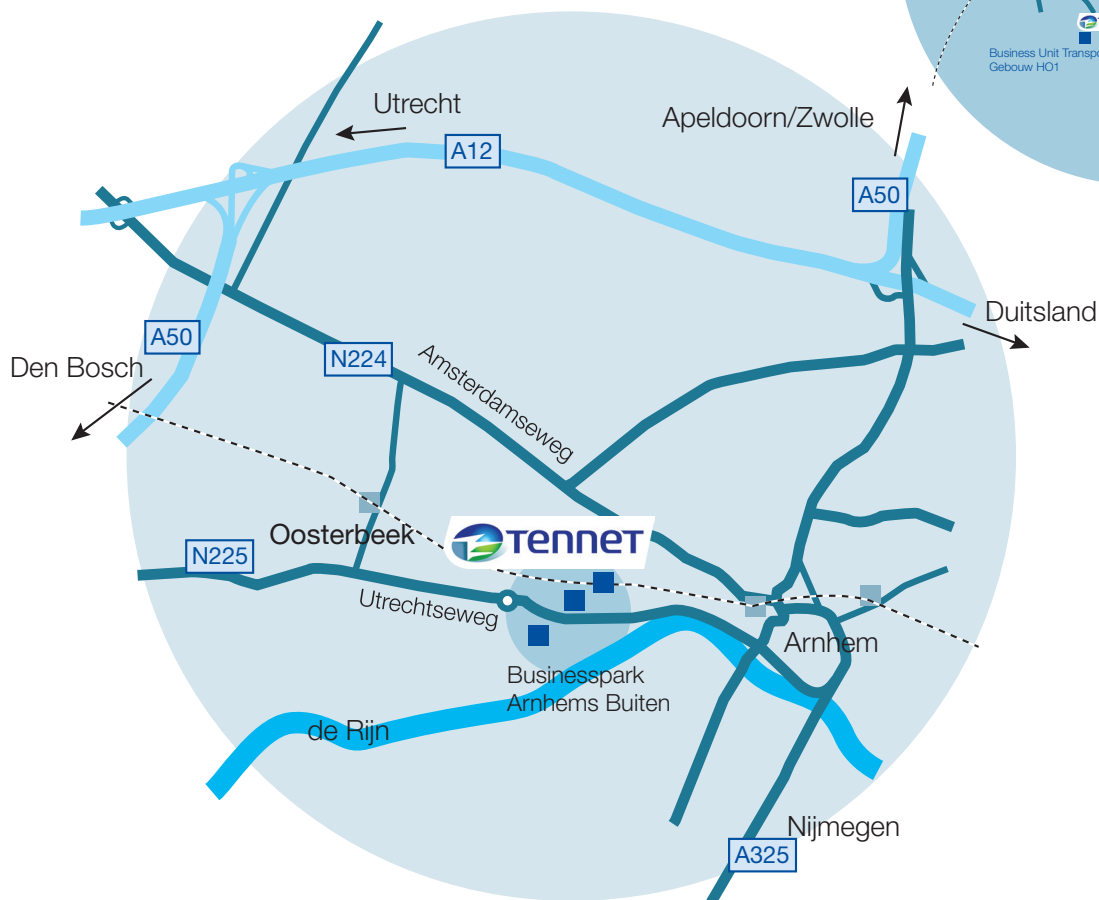 Business Unit
Gebouw HO1
Utrecht
Apeldoorn/Zwolle
A12
A50
Duitsland
A50
Den Bosch
N224
Amsterdamseweg
Oosterbeek
TenneT
N225
Utrechtseweg
Arnhem
Businesspark
Arnhems Buiten
de Rijn
Nijmegen
A325